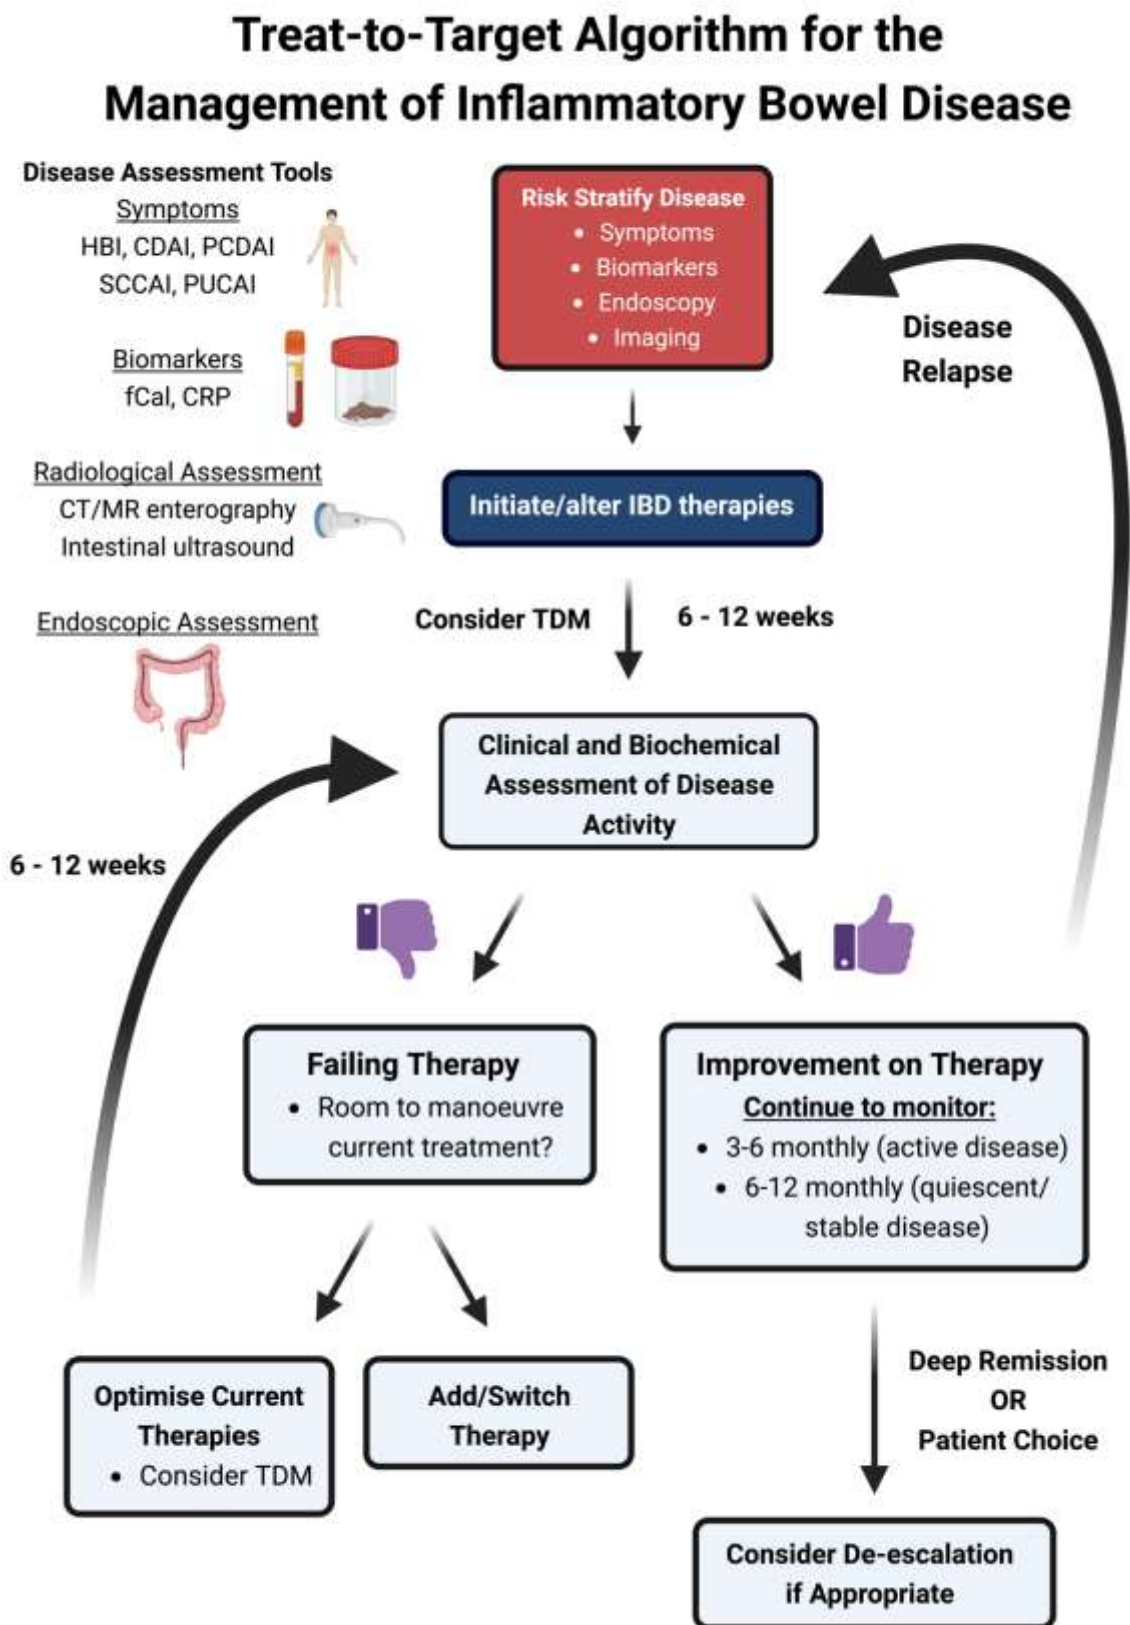 Treat-to-Target Algorithm for the
Management of Inflammatory Bowel Disease
Disease Assessment Tools
Symptoms
HBI, CDAI, PCDAI
SCCAI, PUCAI
Biomarkers
fCal, CRP
Radiological Assessment
CT/MR enterography
Intestinal ultrasound
Endoscopic Assessment
Risk Stratify Disease
• Symptoms
• Biomarkers
• Endoscopy
• Imaging
Disease
Relapse
Initiate/alter IBD therapies
Consider TDM
6 - 12 weeks
Clinical and Biochemical
Assessment of Disease
Activity
6 - 12 weeks
Failing Therapy
• Room to manoeuvre
current treatment?
Improvement on Therapy
Continue to monitor:
• 3-6 monthly (active disease)
• 6-12 monthly (quiescent/
stable disease)
Optimise Current
Therapies
• Consider TDM
Add/Switch
Therapy
Deep Remission
OR
Patient Choice
Consider De-escalation
if Appropriate